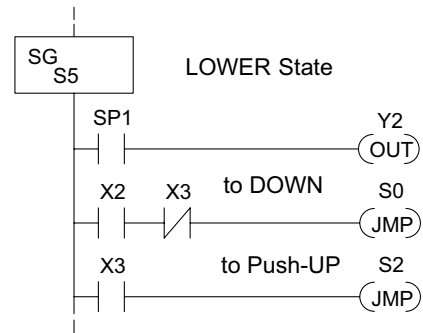 SG
S5
LOWER State
SP1
Y2
OUT
X2
X3
to DOWN
S0
JMP
X3
to Push-UP
S2
JMP